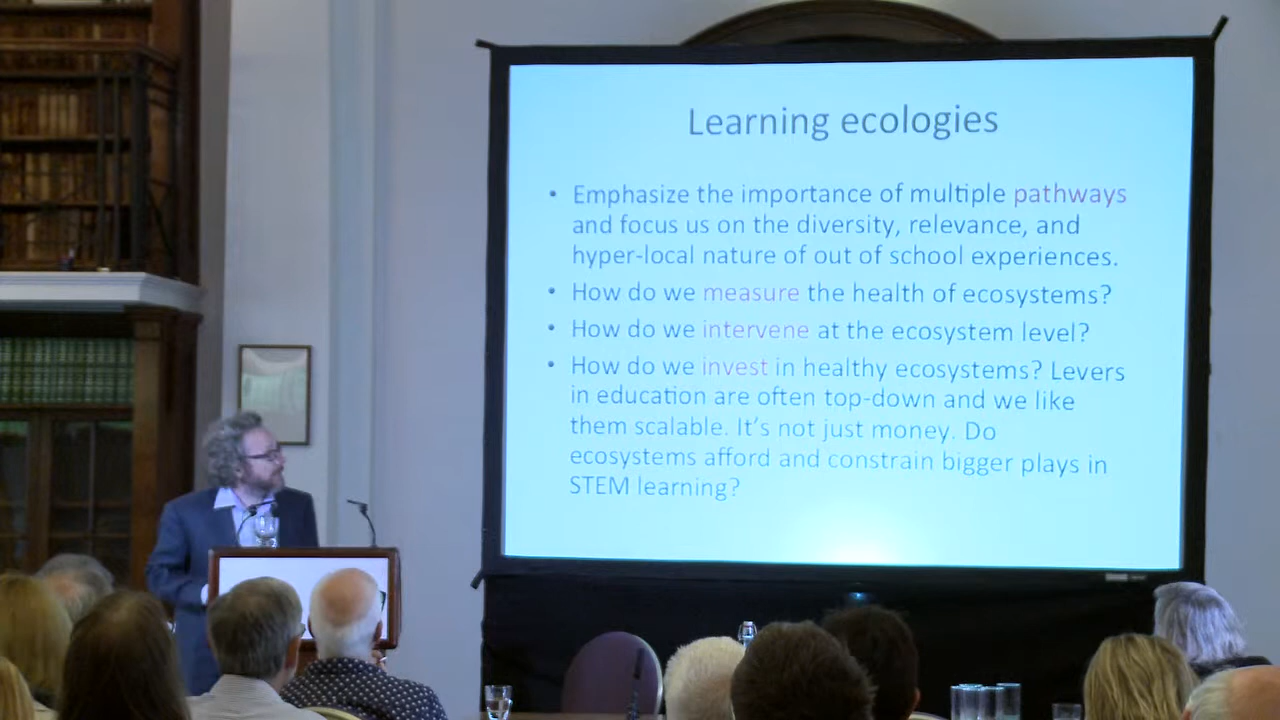 Learning ecologies
• Emphasize the importance of multiple pathways
and focus us on the diversity, relevance, and
hyper-local nature of out of school experiences.
• How do we measure the health of ecosystems?
• How do we intervene at the ecosystem level?
• How do we invest in healthy ecosystems? Levers
in education are often top-down and we like
them scalable. It's not just money. Do
ecosystems afford and constrain bigger plays in
STEM learning?